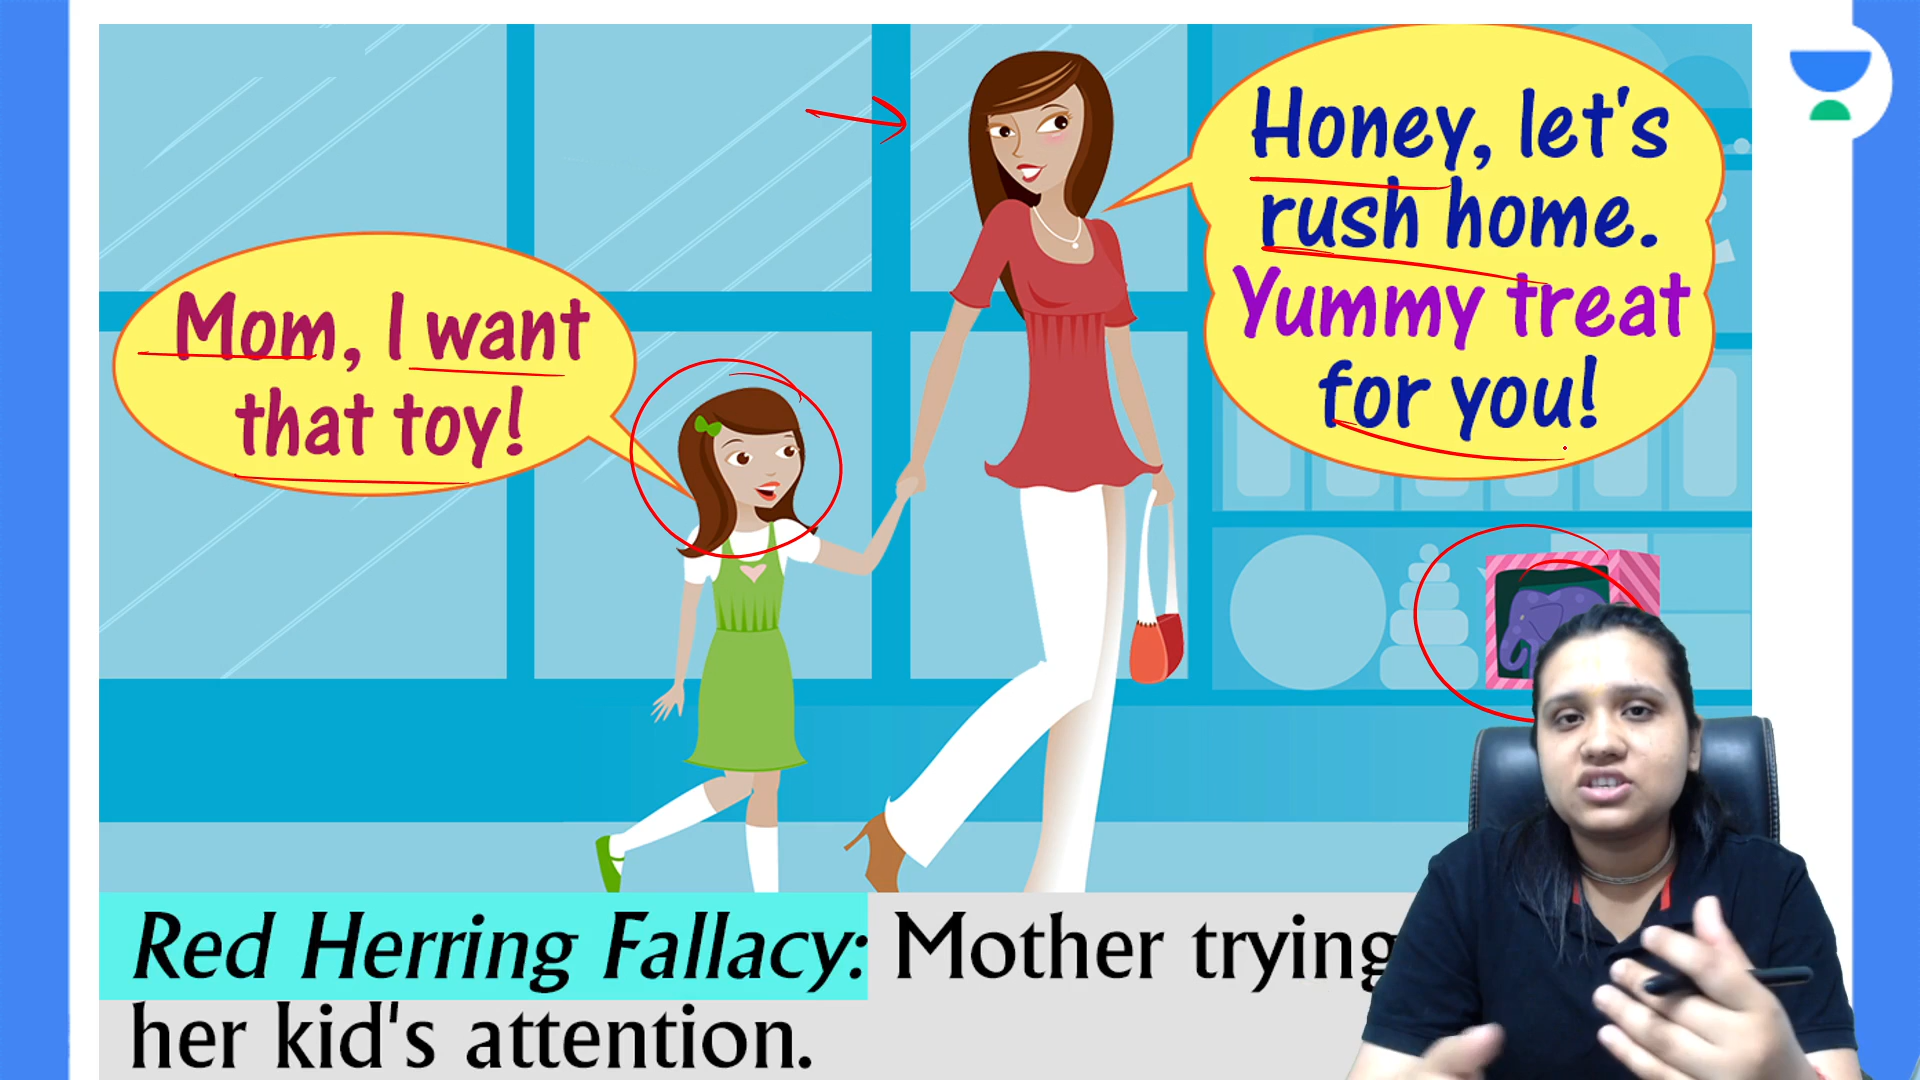 Mom, I want
that toy!
Honey, let's
rush home.
Yummy treat
for you!
Red Herring Fallacy: Mother trying
her kid's attention.